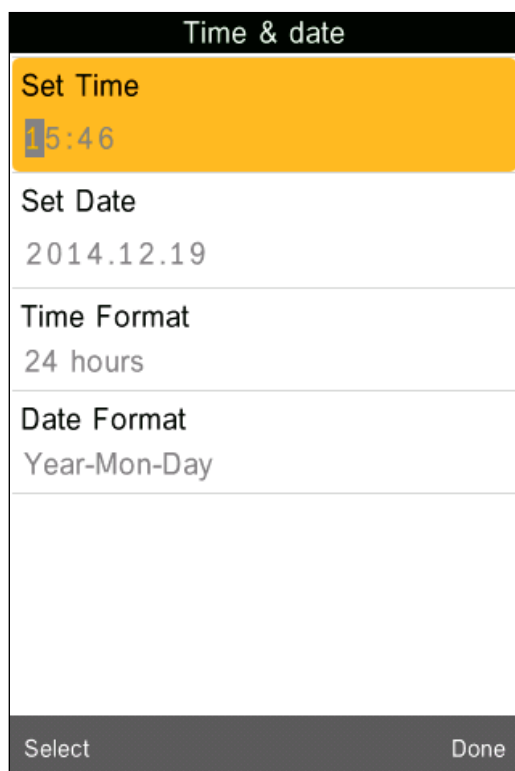 Time & date
Set Time
15:46
Set Date
2014.12.19
Time Format
24 hours
Date Format
Year-Mon-Day
Select Done